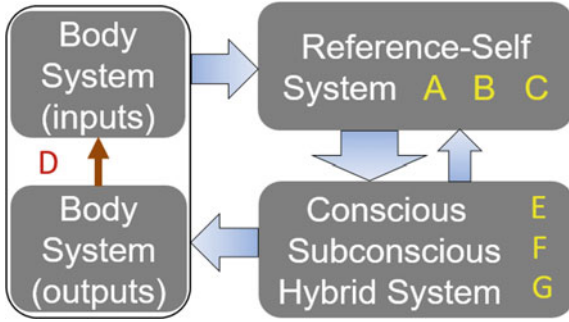 Body
System
(inputs)
Reference-Self
System A B C
D
Body
System
(outputs)
Conscious E
Subconscious F
Hybrid System G